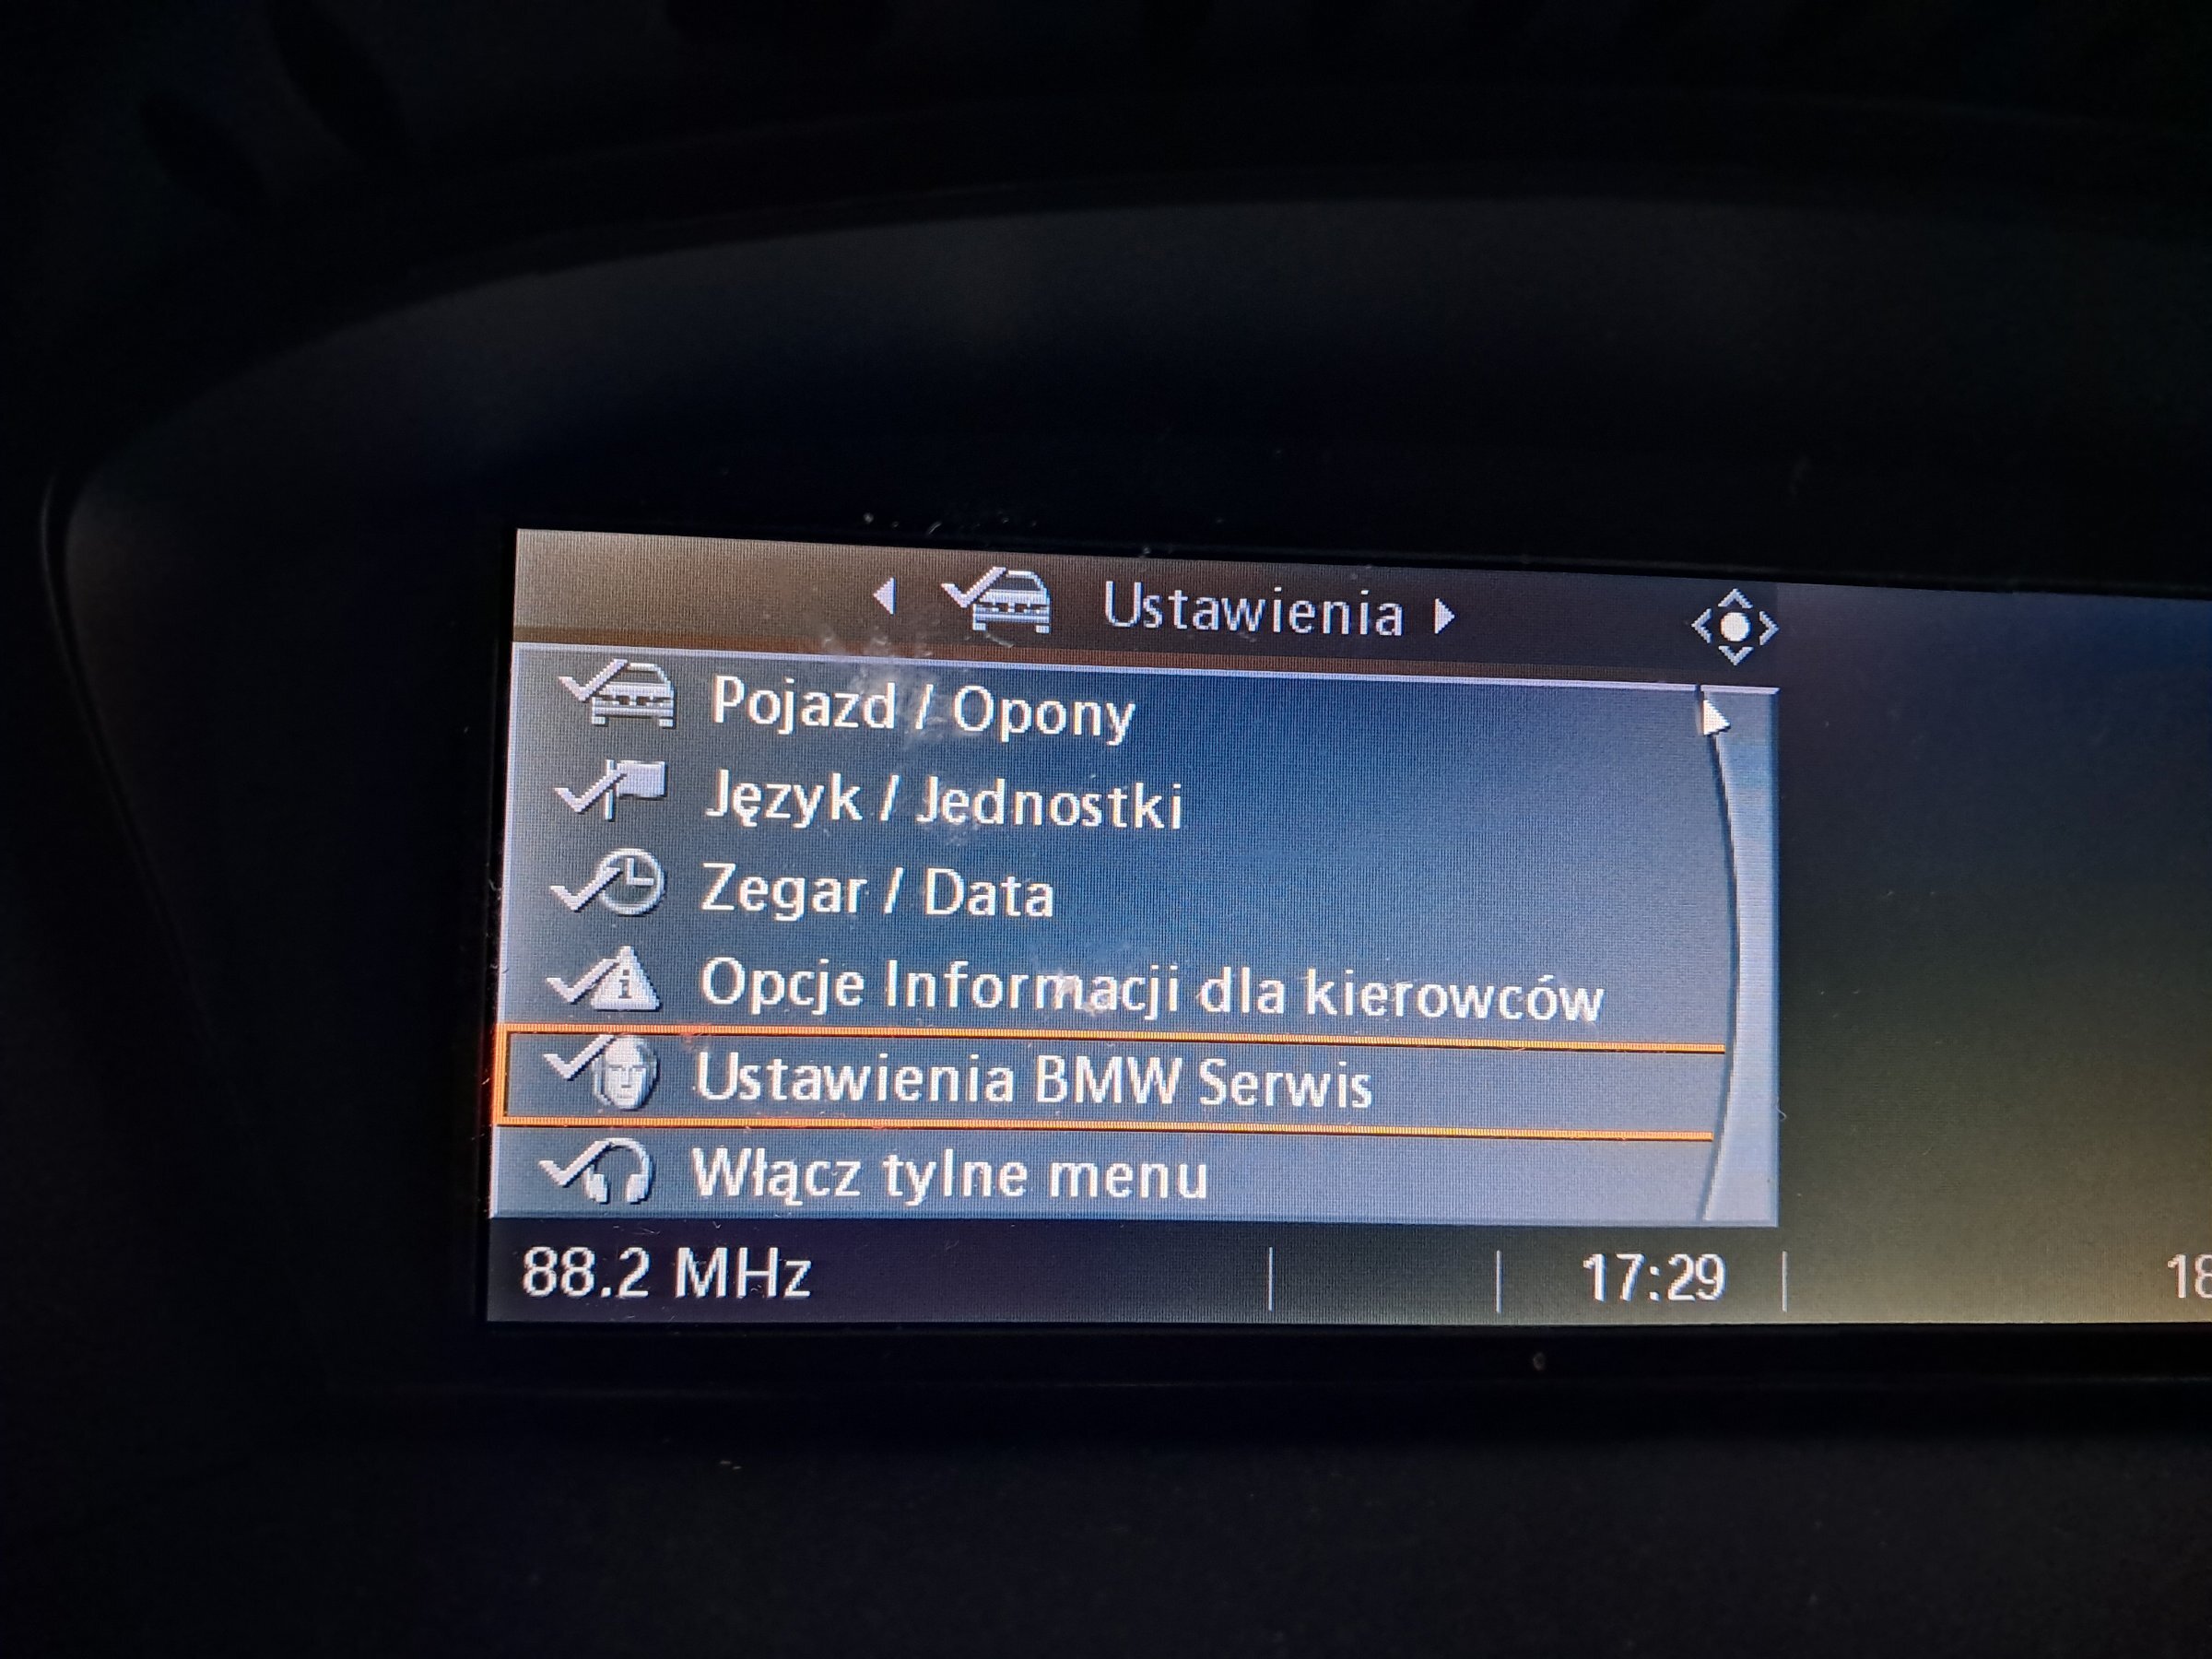 Ustawienia
Pojazd / Opony
Język / Jednostki
Zegar / Data
Opcje Informacji dla kierowców
Ustawienia BMW Serwis
Włącz tylne menu
88.2 MHz 17:29 18